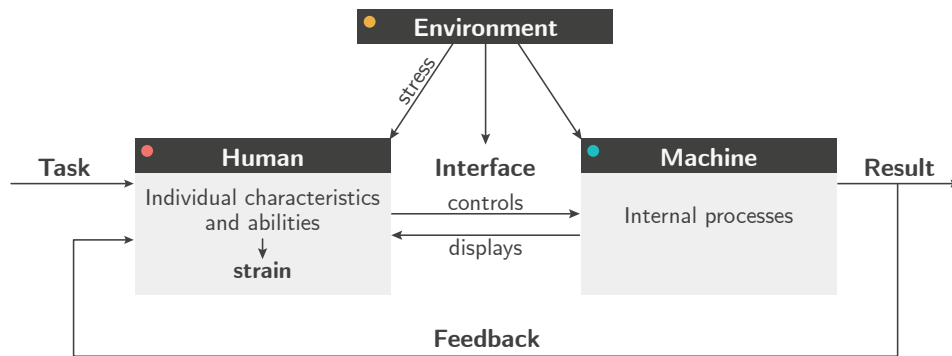 Environment
stress
Human
Interface
Machine
Task
Result
Individual characteristics
and abilities
controls
Internal processes
displays
strain
Feedback